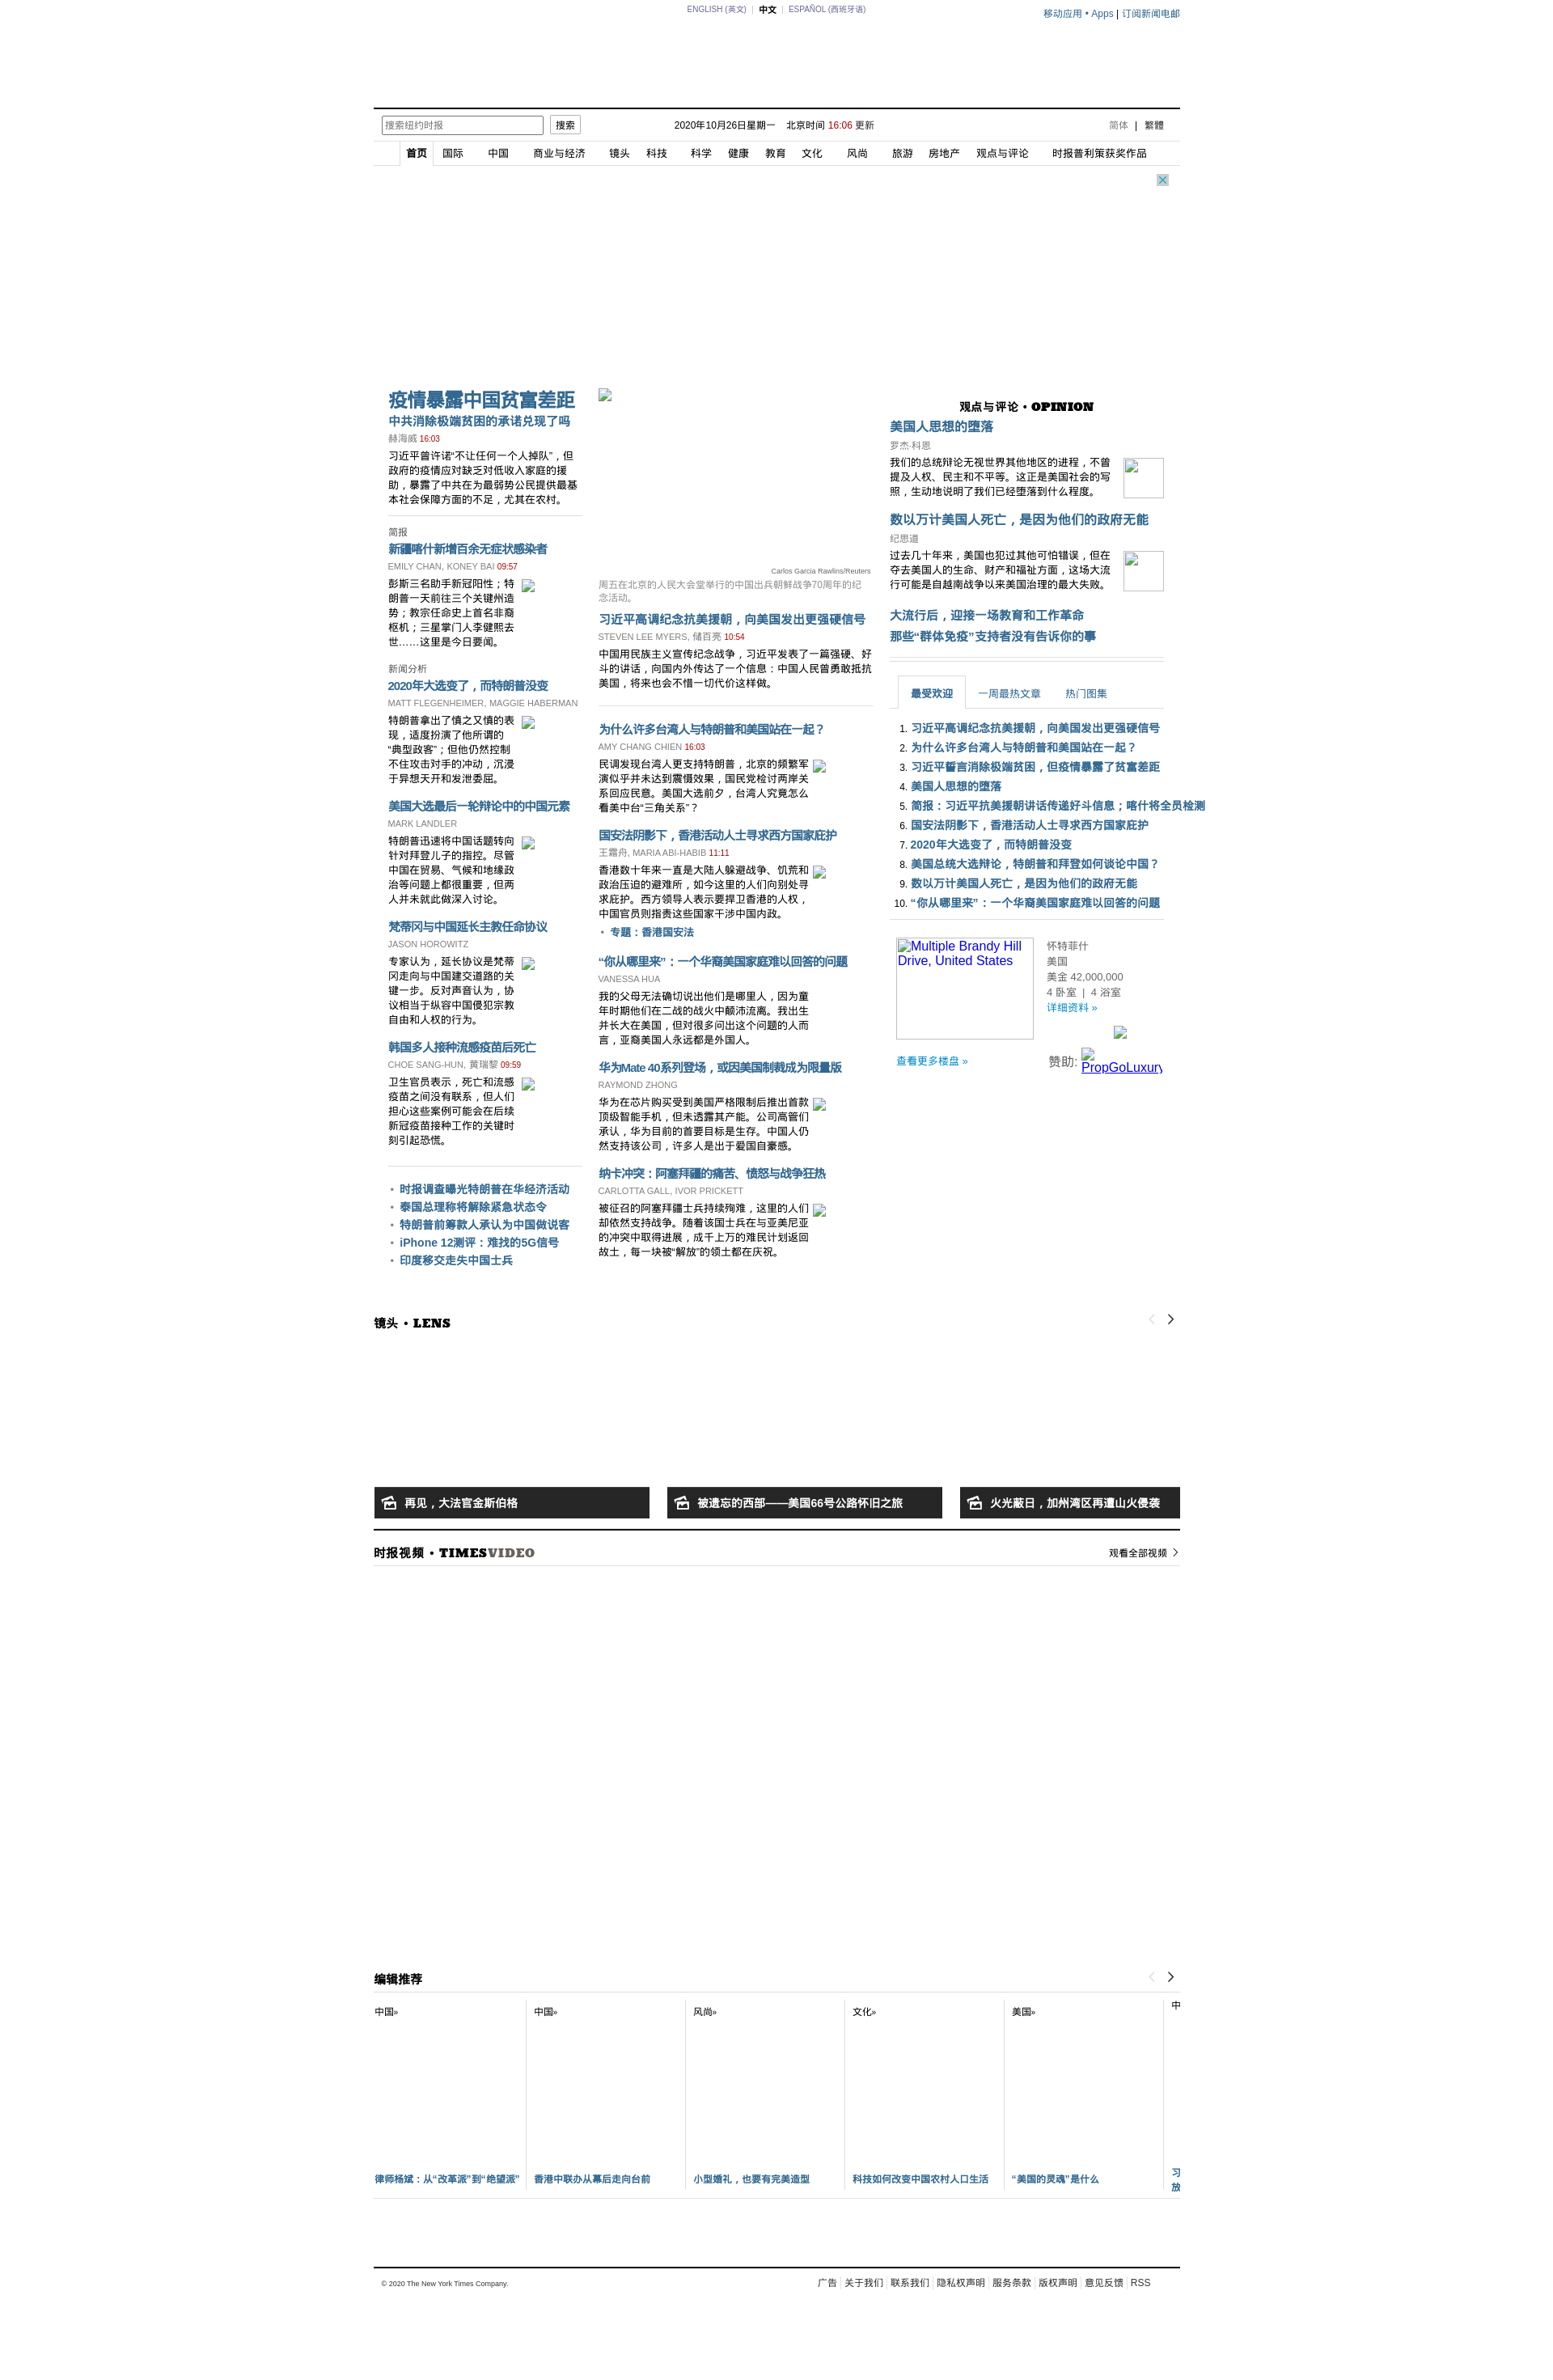 ENGLISH (英文) | 中文 | ESPAÑOL (西班牙语)
移动应用 • Apps | 订阅新闻电邮
搜索纽约时报 搜索
2020年10月26日星期一 北京时间 16:06 更新
简体 | 繁體
首页 国际 中国 商业与经济 镜头 科技 科学 健康 教育 文化 风尚 旅游 房地产 观点与评论 时报普利策获奖作品
疫情暴露中国贫富差距
中共消除极端贫困的承诺兑现了吗
赫海威 16:03
习近平曾许诺“不让任何一个人掉队”，但
政府的疫情应对缺乏对低收入家庭的援
助，暴露了中共在为最弱势公民提供最基
本社会保障方面的不足，尤其在农村。
简报
新疆喀什新增百余无症状感染者
EMILY CHAN, KONEY BAI 09:57
彭斯三名助手新冠阳性；特
朗普一天前往三个关键州造
势；教宗任命史上首名非裔
枢机；三星掌门人李健熙去
世……这里是今日要闻。
新闻分析
2020年大选变了，而特朗普没变
MATT FLEGENHEIMER, MAGGIE HABERMAN
特朗普拿出了慎之又慎的表
现，适度扮演了他所谓的
“典型政客”；但他仍然控制
不住攻击对手的冲动，沉浸
于异想天开和发泄委屈。
美国大选最后一轮辩论中的中国元素
MARK LANDLER
特朗普迅速将中国话题转向
针对拜登儿子的指控。尽管
中国在贸易、气候和地缘政
治等问题上都很重要，但两
人并未就此做深入讨论。
梵蒂冈与中国延长主教任命协议
JASON HOROWITZ
专家认为，延长协议是梵蒂
冈走向与中国建交道路的关
键一步。反对声音认为，协
议相当于纵容中国侵犯宗教
自由和人权的行为。
韩国多人接种流感疫苗后死亡
CHOE SANG-HUN, 黄瑞黎 09:59
卫生官员表示，死亡和流感
疫苗之间没有联系，但人们
担心这些案例可能会在后续
新冠疫苗接种工作的关键时
刻引起恐慌。
• 时报调查曝光特朗普在华经济活动
• 泰国总理称将解除紧急状态令
• 特朗普前筹款人承认为中国做说客
• iPhone 12测评：难找的5G信号
• 印度移交走失中国士兵
Carlos Garcia Rawlins/Reuters
周五在北京的人民大会堂举行的中国出兵朝鲜战争70周年的纪
念活动。
习近平高调纪念抗美援朝，向美国发出更强硬信号
STEVEN LEE MYERS, 储百亮 10:54
中国用民族主义宣传纪念战争，习近平发表了一篇强硬、好
斗的讲话，向国内外传达了一个信息：中国人民曾勇敢抵抗
美国，将来也会不惜一切代价这样做。
为什么许多台湾人与特朗普和美国站在一起？
AMY CHANG CHIEN 16:03
民调发现台湾人更支持特朗普，北京的频繁军
演似乎并未达到震慑效果，国民党检讨两岸关
系回应民意。美国大选前夕，台湾人究竟怎么
看美中台“三角关系”？
国安法阴影下，香港活动人士寻求西方国家庇护
王霜舟, MARIA ABI-HABIB 11:11
香港数十年来一直是大陆人躲避战争、饥荒和
政治压迫的避难所，如今这里的人们向别处寻
求庇护。西方领导人表示要捍卫香港的人权，
中国官员则指责这些国家干涉中国内政。
• 专题：香港国安法
“你从哪里来”：一个华裔美国家庭难以回答的问题
VANESSA HUA
我的父母无法确切说出他们是哪里人，因为童
年时期他们在二战的战火中颠沛流离。我出生
并长大在美国，但对很多问出这个问题的人而
言，亚裔美国人永远都是外国人。
华为Mate 40系列登场，或因美国制裁成为限量版
RAYMOND ZHONG
华为在芯片购买受到美国严格限制后推出首款
顶级智能手机，但未透露其产能。公司高管们
承认，华为目前的首要目标是生存。中国人仍
然支持该公司，许多人是出于爱国自豪感。
纳卡冲突：阿塞拜疆的痛苦、愤怒与战争狂热
CARLOTTA GALL, IVOR PRICKETT
被征召的阿塞拜疆士兵持续殉难，这里的人们
却依然支持战争。随着该国士兵在与亚美尼亚
的冲突中取得进展，成千上万的难民计划返回
故土，每一块被“解放”的领土都在庆祝。
观点与评论 • OPINION
美国人思想的堕落
罗杰·科恩
我们的总统辩论无视世界其他地区的进程，不曾
提及人权、民主和不平等。这正是美国社会的写
照，生动地说明了我们已经堕落到什么程度。
数以万计美国人死亡，是因为他们的政府无能
纪思道
过去几十年来，美国也犯过其他可怕错误，但在
夺去美国人的生命、财产和福祉方面，这场大流
行可能是自越南战争以来美国治理的最大失败。
大流行后，迎接一场教育和工作革命
那些“群体免疫”支持者没有告诉你的事
最受欢迎 一周最热文章 热门图集
1. 习近平高调纪念抗美援朝，向美国发出更强硬信号
2. 为什么许多台湾人与特朗普和美国站在一起？
3. 习近平誓言消除极端贫困，但疫情暴露了贫富差距
4. 美国人思想的堕落
5. 简报：习近平抗美援朝讲话传递好斗信息；喀什将全员检测
6. 国安法阴影下，香港活动人士寻求西方国家庇护
7. 2020年大选变了，而特朗普没变
8. 美国总统大选辩论，特朗普和拜登如何谈论中国？
9. 数以万计美国人死亡，是因为他们的政府无能
10. “你从哪里来”：一个华裔美国家庭难以回答的问题
Multiple Brandy Hill
Drive, United States
怀特菲什
美国
美金 42,000,000
4 卧室 | 4 浴室
详细资料 »
查看更多楼盘 »
赞助:
PropGoLuxury
镜头 • LENS
再见，大法官金斯伯格
被遗忘的西部——美国66号公路怀旧之旅
火光蔽日，加州湾区再遭山火侵袭
时报视频 • TIMESVIDEO
观看全部视频
编辑推荐
中国» 中国» 风尚» 文化» 美国» 中
律师杨斌：从“改革派”到“绝望派”
香港中联办从幕后走向台前
小型婚礼，也要有完美造型
科技如何改变中国农村人口生活
“美国的灵魂”是什么
习
放
© 2020 The New York Times Company.
广告 关于我们 联系我们 隐私权声明 服务条款 版权声明 意见反馈 RSS